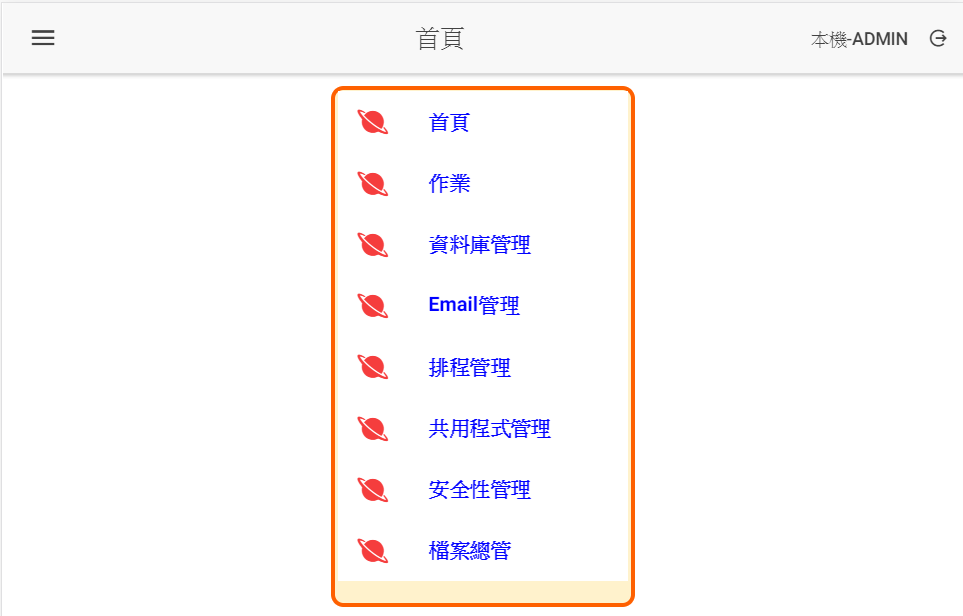 首頁
本機-ADMIN
首頁
作業
資料庫管理
Email管理
排程管理
共用程式管理
安全性管理
檔案總管